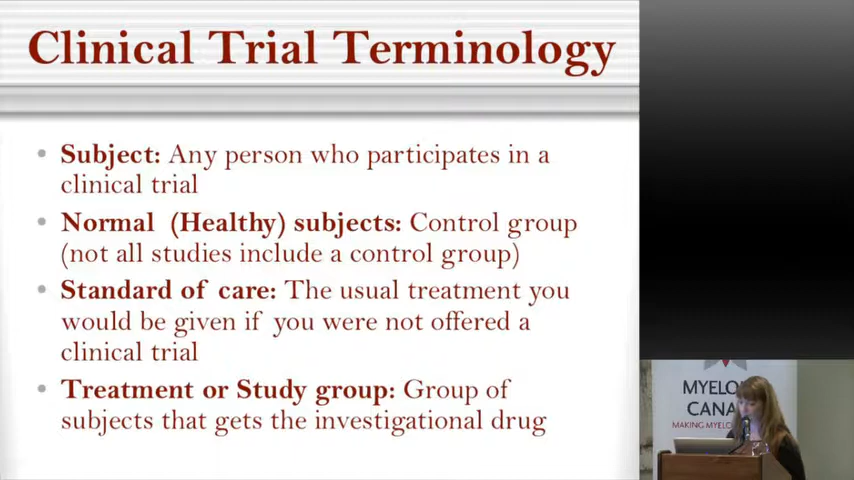 Clinical Trial Terminology
• Subject: Any person who participates in a
clinical trial
• Normal (Healthy) subjects: Control group
(not all studies include a control group)
• Standard of care: The usual treatment you
would be given if you were not offered a
clinical trial
• Treatment or Study group: Group of
subjects that gets the investigational drug
MYELO
CANA
MAKING MYELO